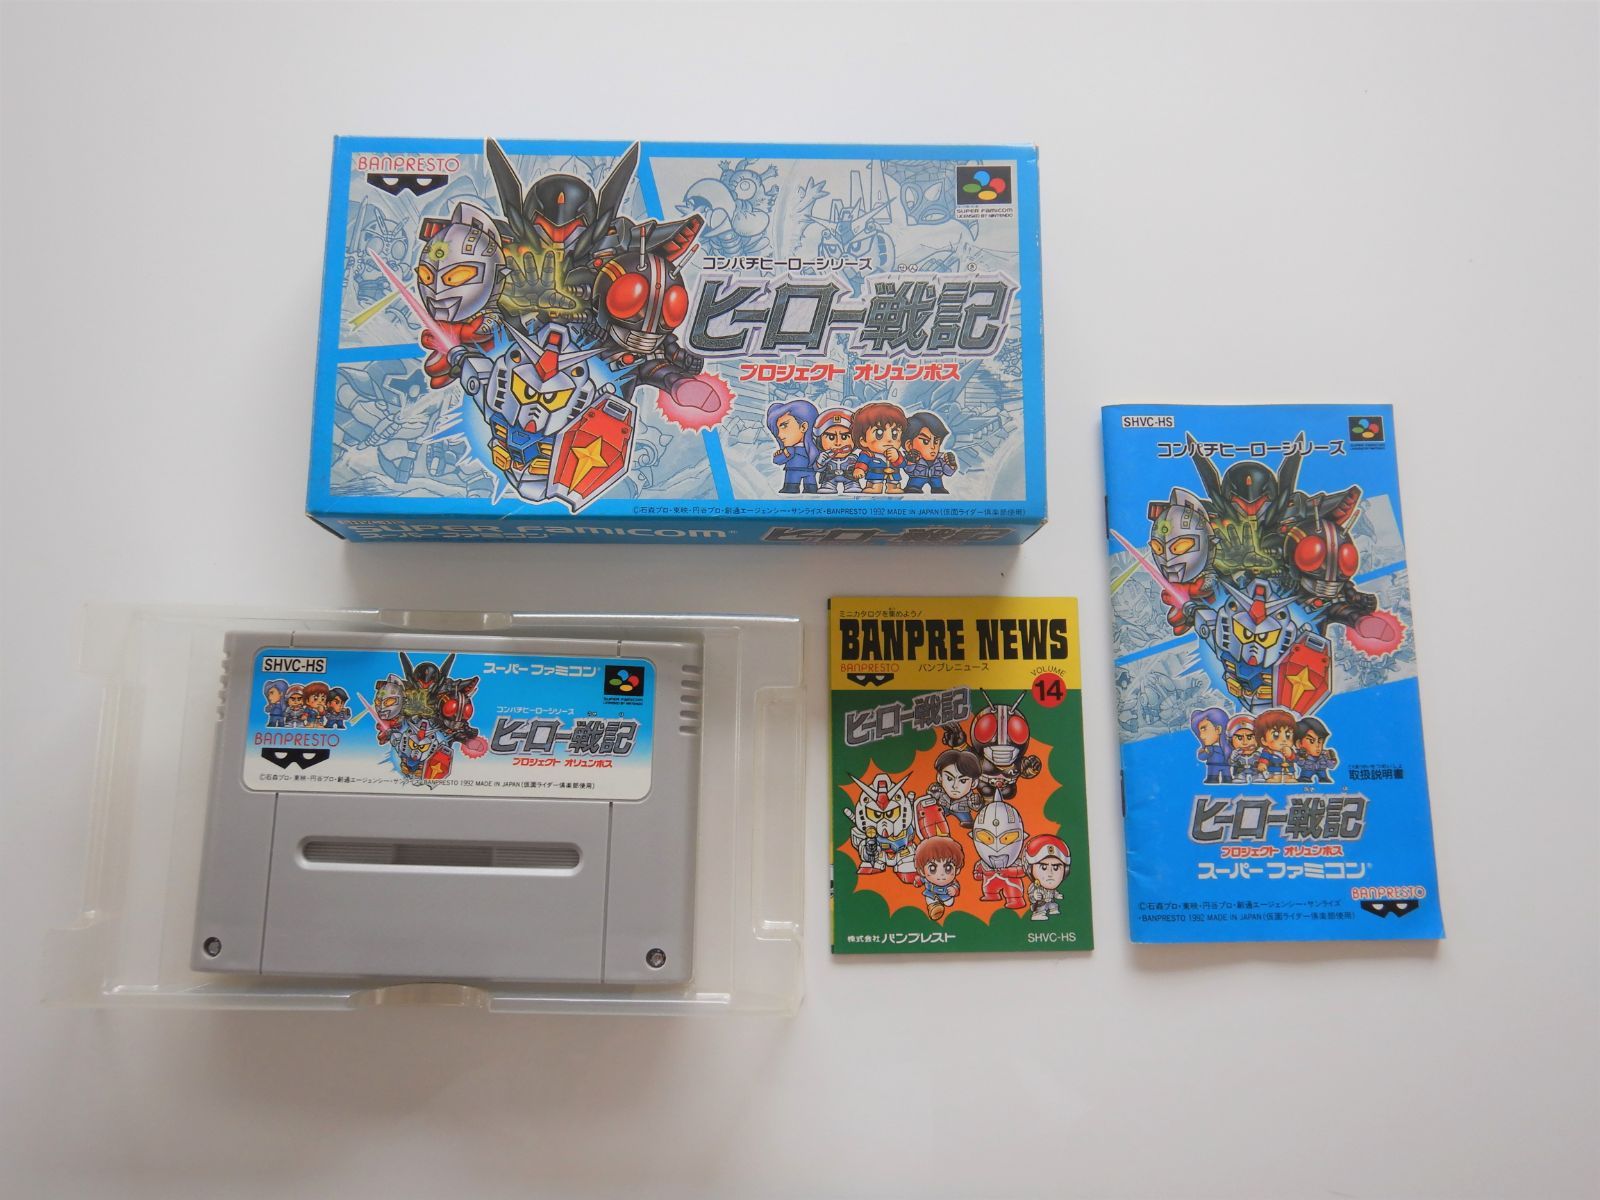 BANPRESTO
SUPER FAMICOM
LICENSED BY NINTENDO
コンパチヒーローシリーズ
せん き
ヒーロー戦記
プロジェクト オリュンポス
©石森プロ・東映・円谷プロ・創通エージェンシー・サンライズ・BANPRESTO 1992 MADE IN JAPAN(仮面ライダー倶楽部使用)
SUPER Famicom
スーパーファミコン
ヒーロー戦記
SHVC-HS
スーパーファミコン
SUPER FAMICOM
LICENSED BY NINTENDO
BANPRESTO
コンパチヒーローシリーズ
ヒーロー戦記
プロジェクト オリュンポス
©石森プロ・東映・円谷プロ・創通エージェンシー・サンライズ・BANPRESTO 1992 MADE IN JAPAN(仮面ライダー倶楽部使用)
ミニカタログを集めよう!
BANPRE NEWS
BANPRESTO
バンプレニュース
VOLUME
14
ヒーロー戦記
株式会社 バンプレスト
SHVC-HS
SHVC-HS
コンパチヒーローシリーズ
取扱説明書
ヒーロー戦記
プロジェクト オリュンポス
スーパーファミコン
BANPRESTO
©石森プロ・東映・円谷プロ・創通エージェンシー・サンライズ
・BANPRESTO 1992 MADE IN JAPAN(仮面ライダー倶楽部使用)